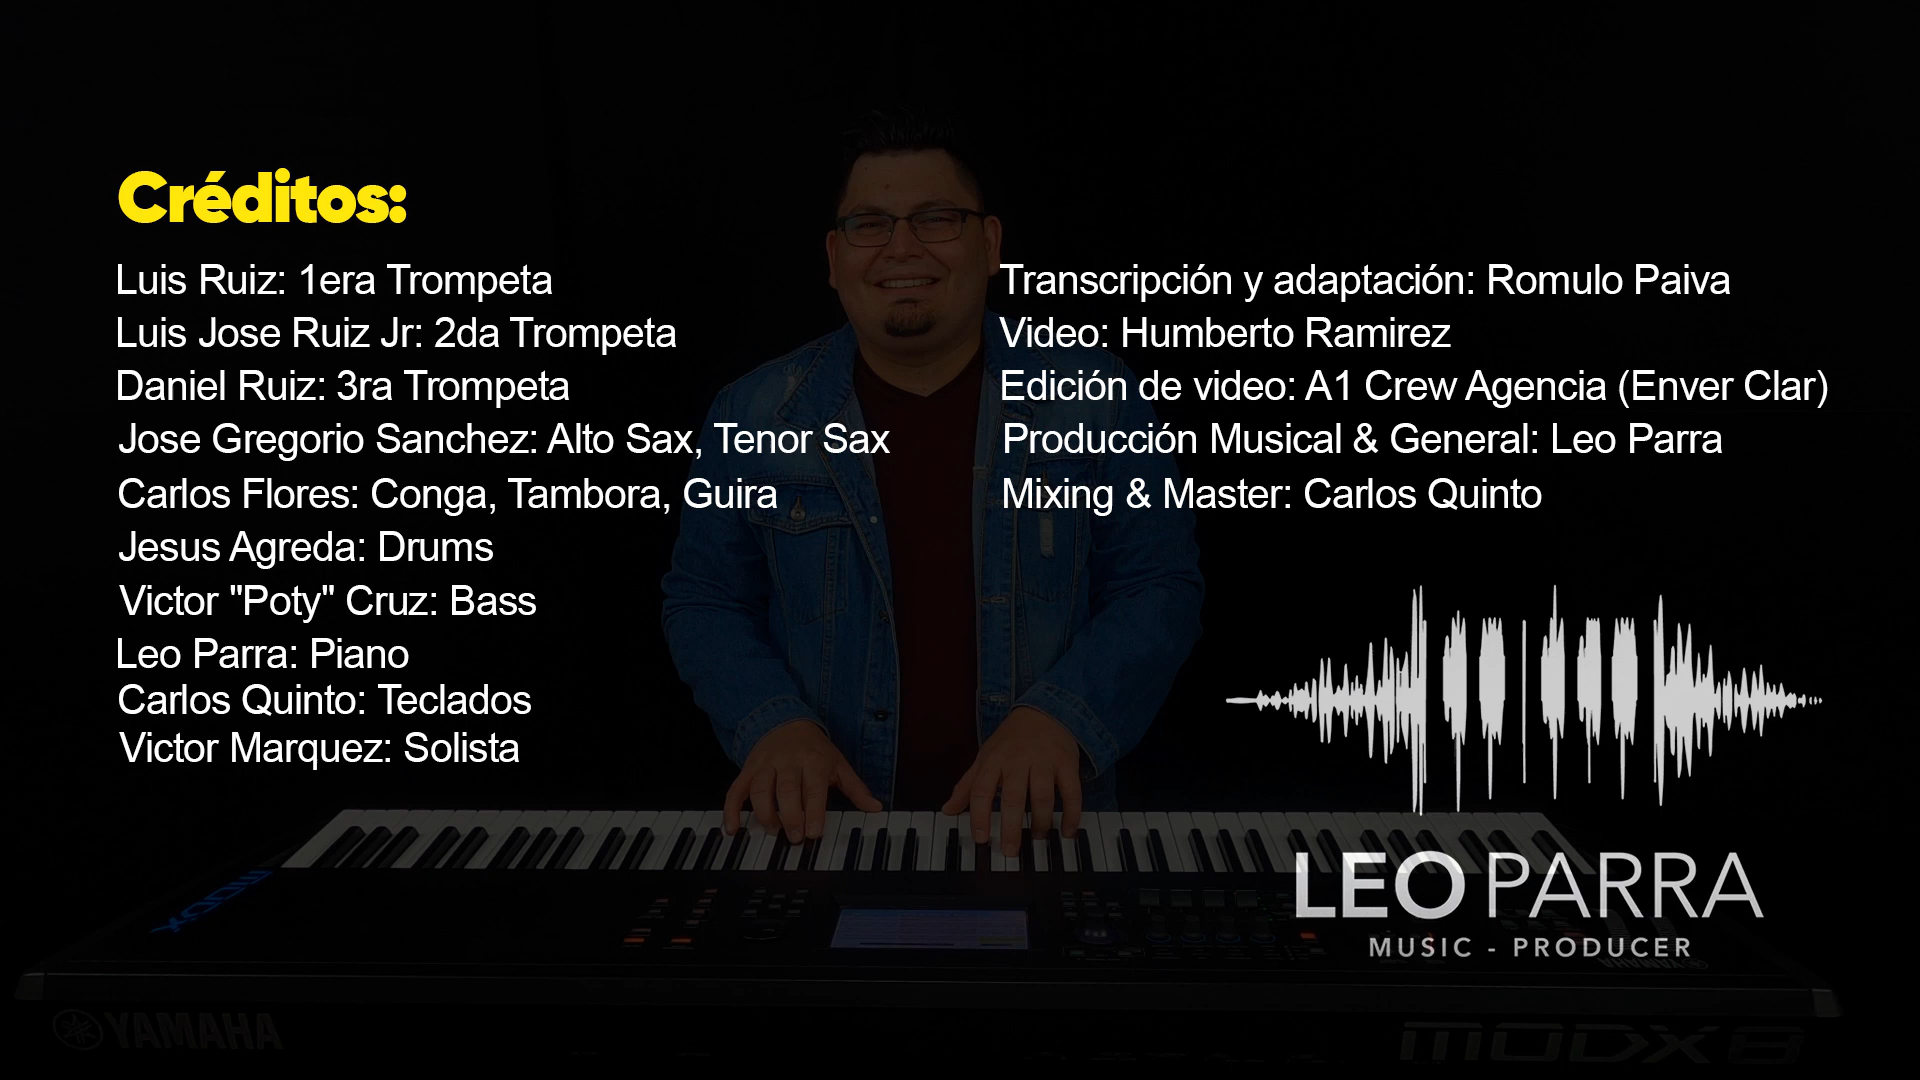 Créditos:
Luis Ruiz: 1era Trompeta
Luis Jose Ruiz Jr: 2da Trompeta
Daniel Ruiz: 3ra Trompeta
Jose Gregorio Sanchez: Alto Sax, Tenor Sax
Carlos Flores: Conga, Tambora, Guira
Jesus Agreda: Drums
Victor "Poty" Cruz: Bass
Leo Parra: Piano
Carlos Quinto: Teclados
Victor Marquez: Solista
Transcripción y adaptación: Romulo Paiva
Video: Humberto Ramirez
Edición de video: A1 Crew Agencia (Enver Clar)
Producción Musical & General: Leo Parra
Mixing & Master: Carlos Quinto
LEO PARRA
MUSIC - PRODUCER
MODX
YAMAHA
YAMAHA
MODX8